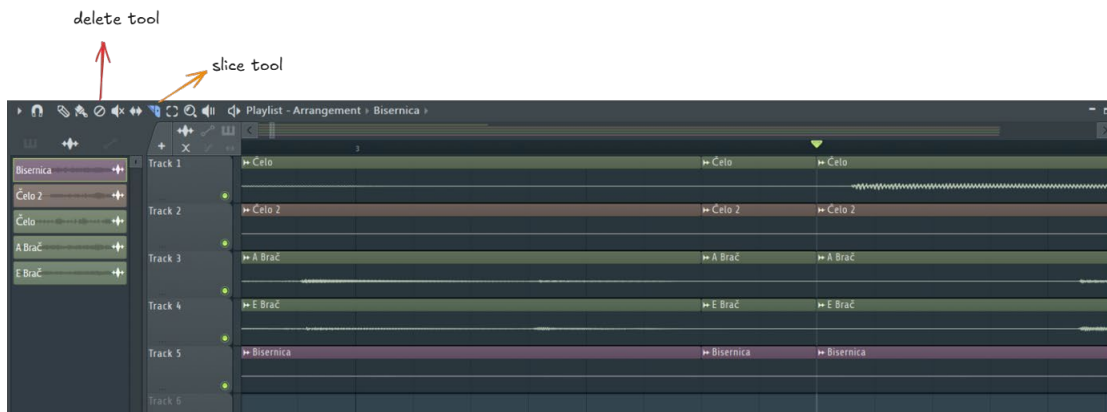 delete tool
slice tool
Playlist - Arrangement › Bisernica ›
3
Bisernica
Čelo 2
Čelo
A Brač
E Brač
Track 1
Čelo Čelo Čelo
Track 2
Čelo 2 Čelo 2 Čelo 2
Track 3
A Brač A Brač A Brač
Track 4
E Brač E Brač E Brač
Track 5
Bisernica Bisernica Bisernica
Track 6